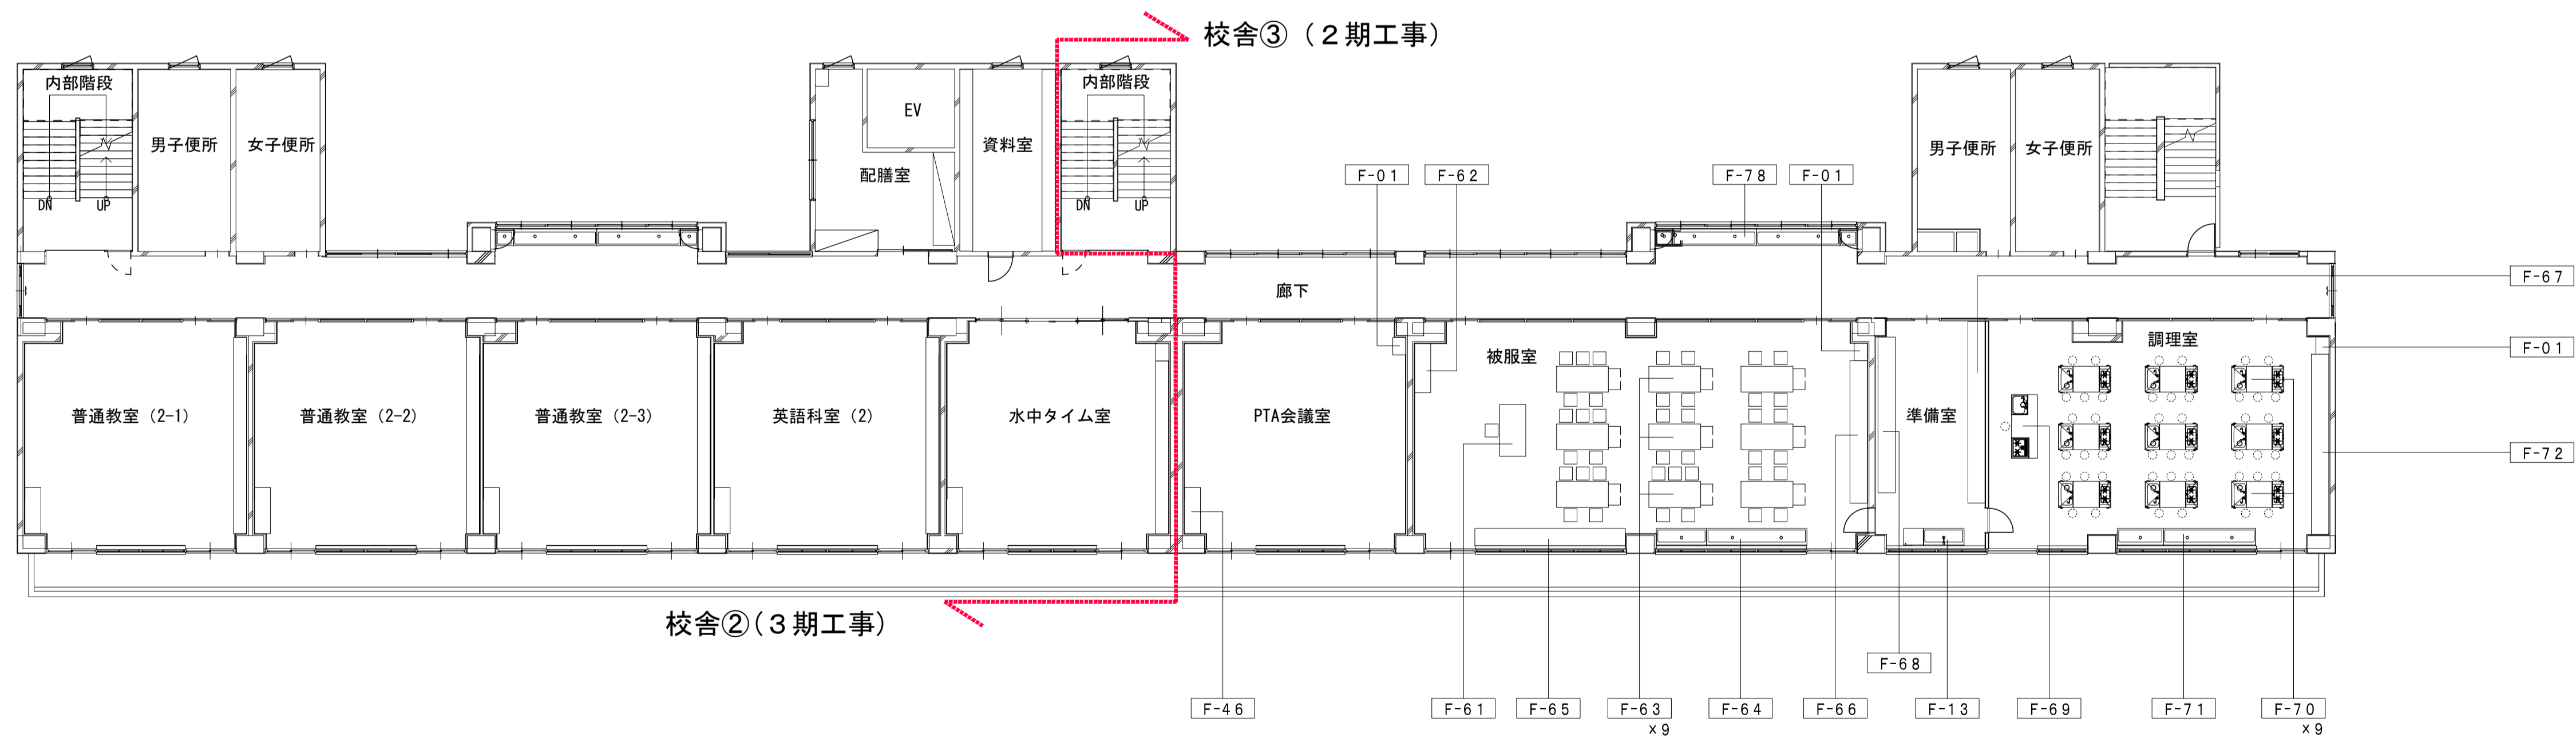 校舎③（２期工事）
内部階段
男子便所
女子便所
DN
UP
EV
配膳室
資料室
内部階段
DN
UP
F-01
F-62
F-78
F-01
男子便所
女子便所
廊下
F-67
F-01
F-72
普通教室（2-1）
普通教室（2-2）
普通教室（2-3）
英語科室（2）
水中タイム室
PTA会議室
被服室
準備室
調理室
校舎②（３期工事）
F-68
F-46
F-61
F-65
F-63
×9
F-64
F-66
F-13
F-69
F-71
F-70
×9